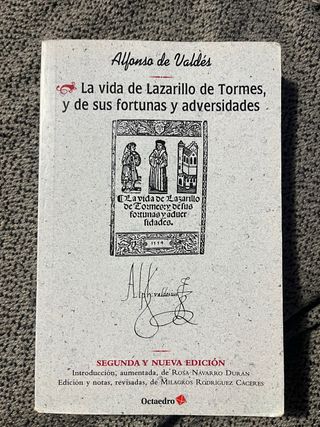 Alfonso de Valdés
La vida de Lazarillo de Tormes,
y de sus fortunas y adversidades
La vida de Lazarillo
de Tormes y de sus
fortunas y aduer
sidades.
1554
SEGUNDA Y NUEVA EDICIÓN
Introducción, aumentada, de ROSA NAVARRO DURÁN
Edición y notas, revisadas, de MILAGROS RODRÍGUEZ CÁCERES
Octaedro